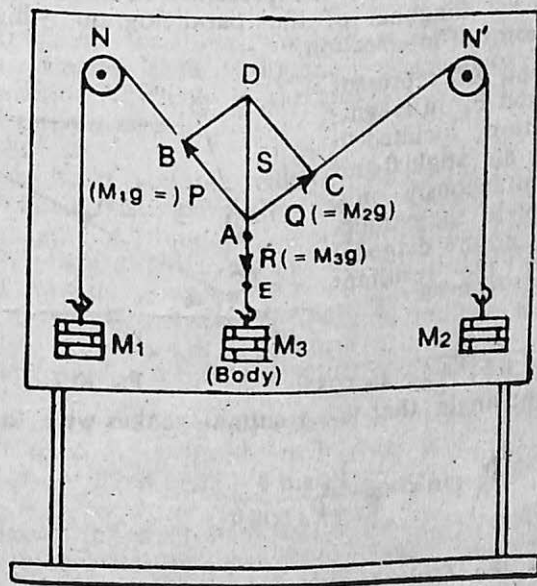 N N'
D
B S C
(M₁g =) P
Q (= M₂g)
A
R (= M₃g)
E
M₁ M₃ M₂
(Body)